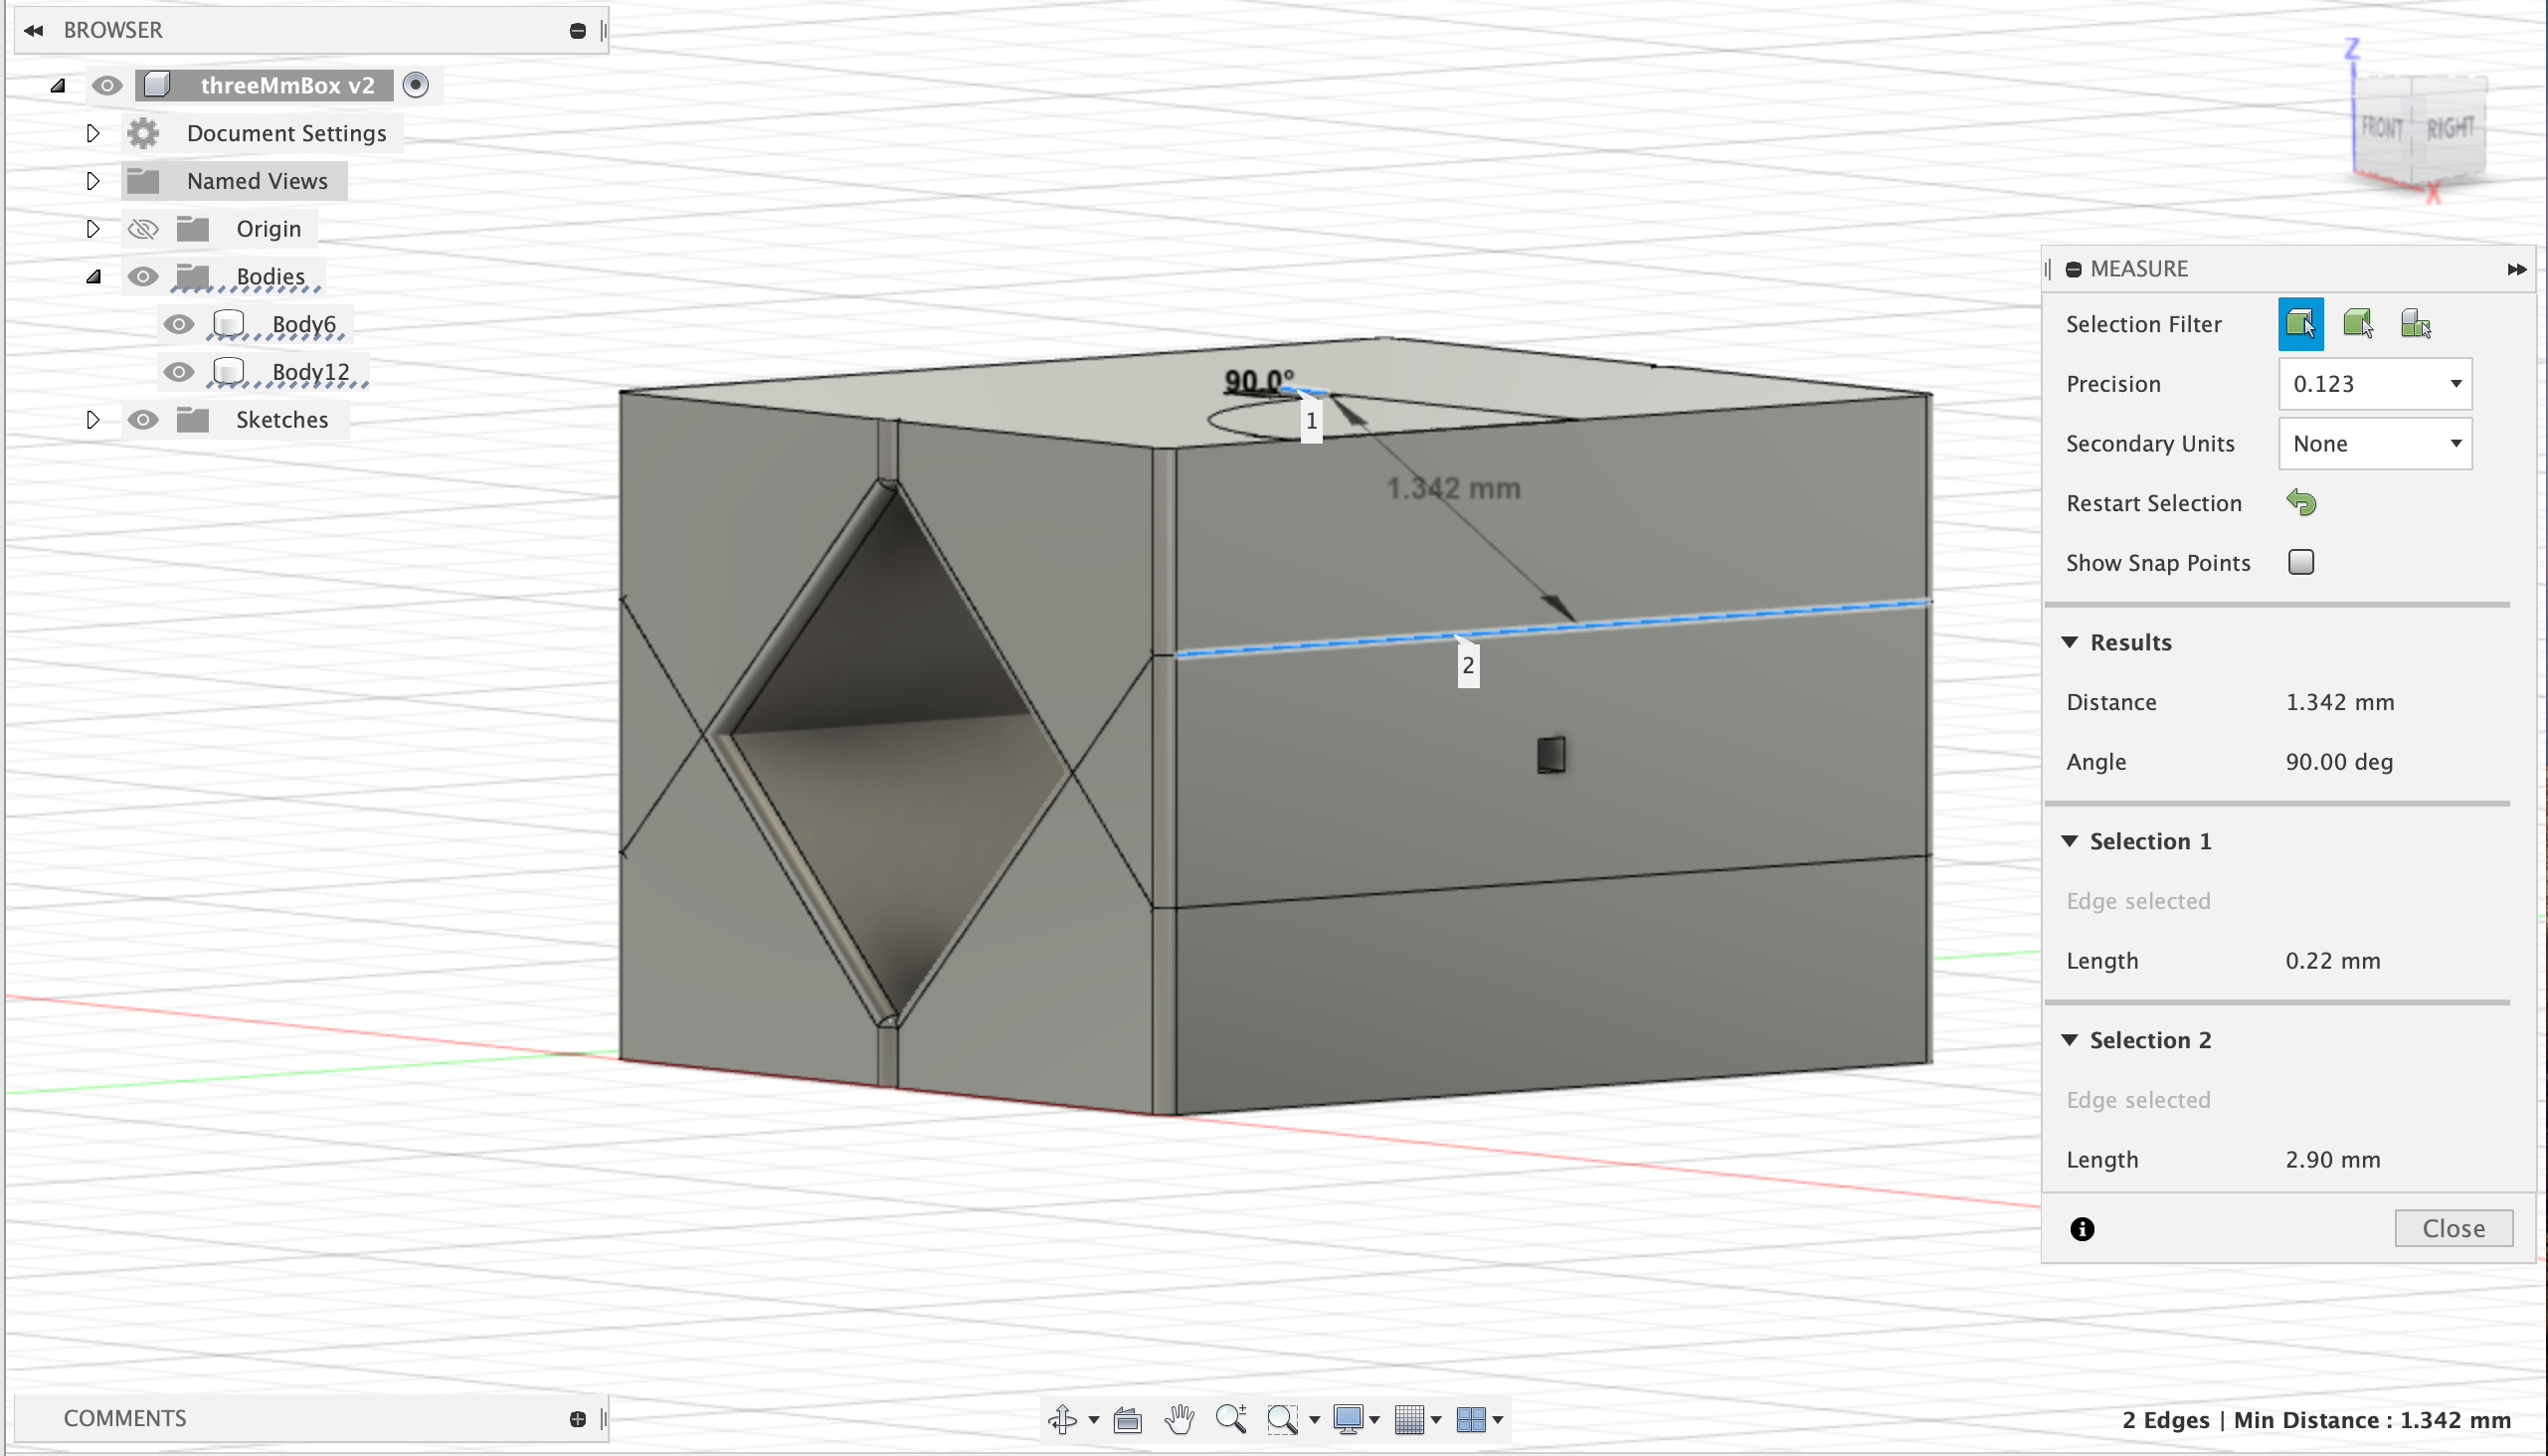 BROWSER
threeMmBox v2
Document Settings
Named Views
Origin
Bodies
Body6
Body12
Sketches
Z
FRONT
RIGHT
X
90.0°
1
1.342 mm
2
MEASURE
Selection Filter
Precision 0.123
Secondary Units None
Restart Selection
Show Snap Points
Results
Distance 1.342 mm
Angle 90.00 deg
Selection 1
Edge selected
Length 0.22 mm
Selection 2
Edge selected
Length 2.90 mm
Close
COMMENTS
2 Edges | Min Distance : 1.342 mm